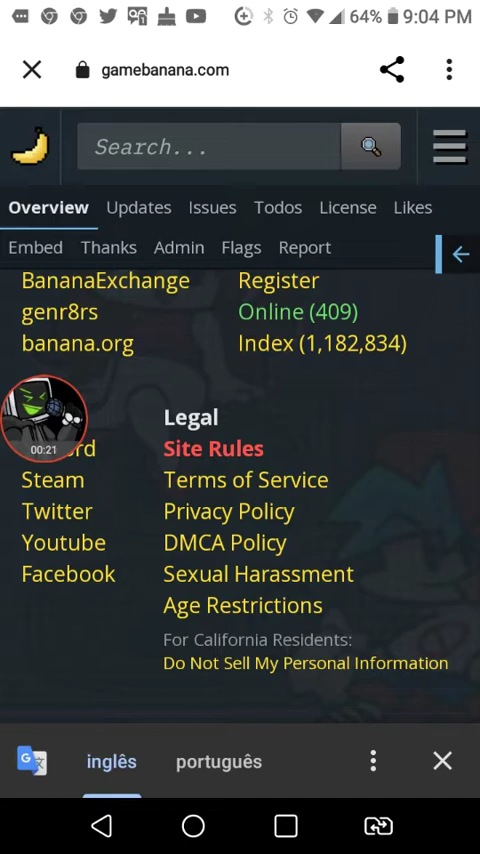 64% 9:04 PM
gamebanana.com
Search...
Overview Updates Issues Todos License Likes
Embed Thanks Admin Flags Report
BananaExchange Register
genr8rs Online (409)
banana.org Index (1,182,834)
Legal
00:21 rd Site Rules
Steam Terms of Service
Twitter Privacy Policy
Youtube DMCA Policy
Facebook Sexual Harassment
Age Restrictions
For California Residents:
Do Not Sell My Personal Information
G 文 inglês português